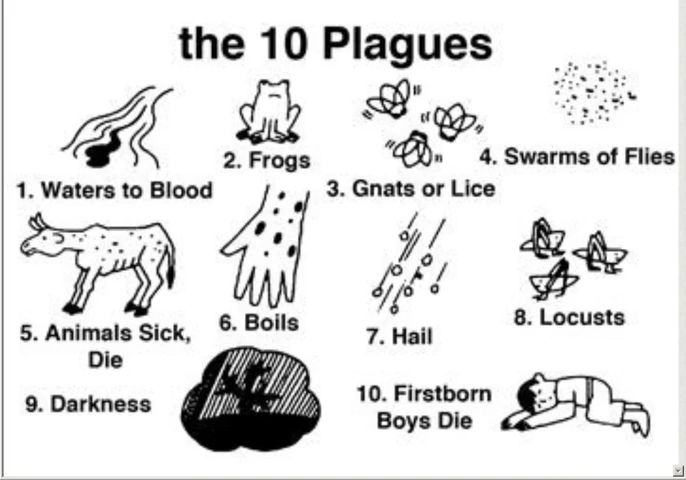 the 10 Plagues
1. Waters to Blood
2. Frogs
3. Gnats or Lice
4. Swarms of Flies
5. Animals Sick,
Die
6. Boils
7. Hail
8. Locusts
9. Darkness
10. Firstborn
Boys Die